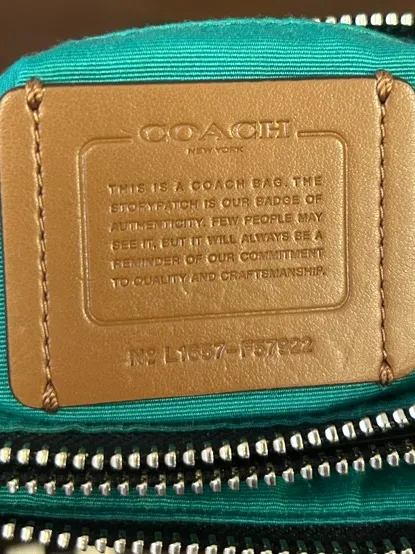 COACH
NEW YORK
THIS IS A COACH BAG. THE
STORYPATCH IS OUR BADGE OF
AUTHENTICITY. FEW PEOPLE MAY
SEE IT, BUT IT WILL ALWAYS BE A
REMINDER OF OUR COMMITMENT
TO QUALITY AND CRAFTSMANSHIP.
Nº L1657-F57922